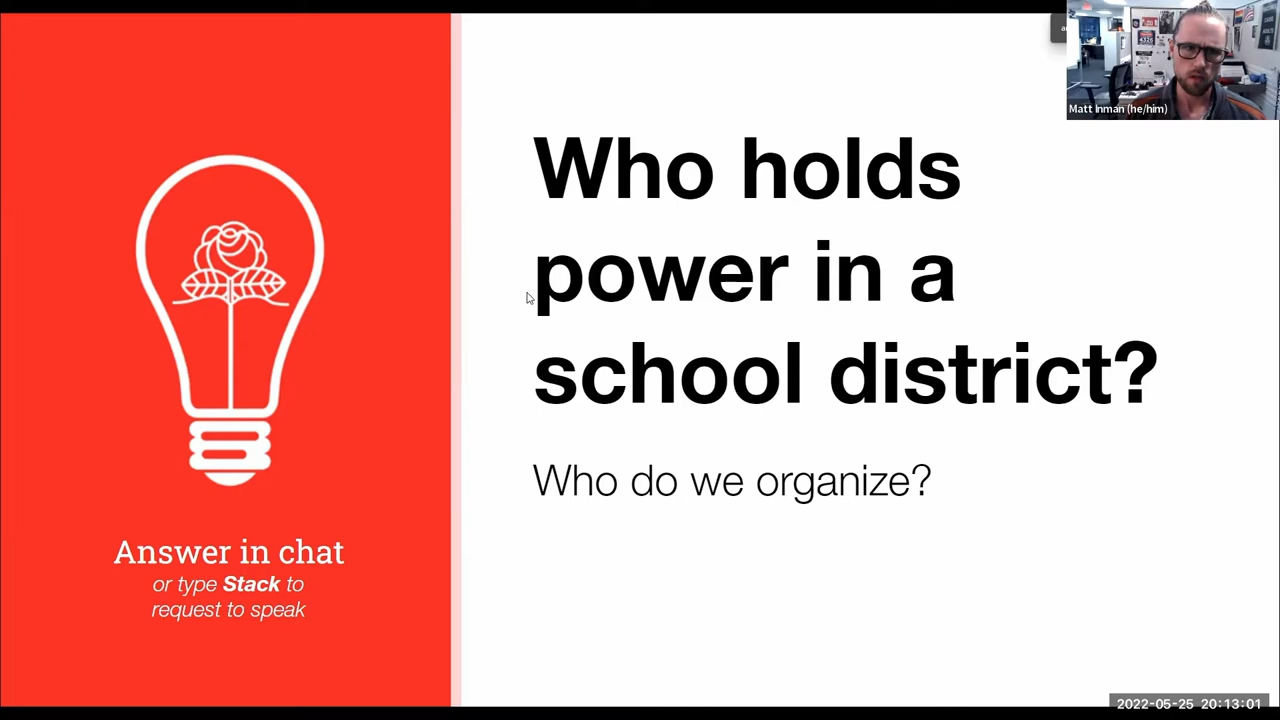 Who holds
power in a
school district?
Who do we organize?
Answer in chat
or type Stack to
request to speak
Matt Inman (he/him)
2022-05-25 20:13:01